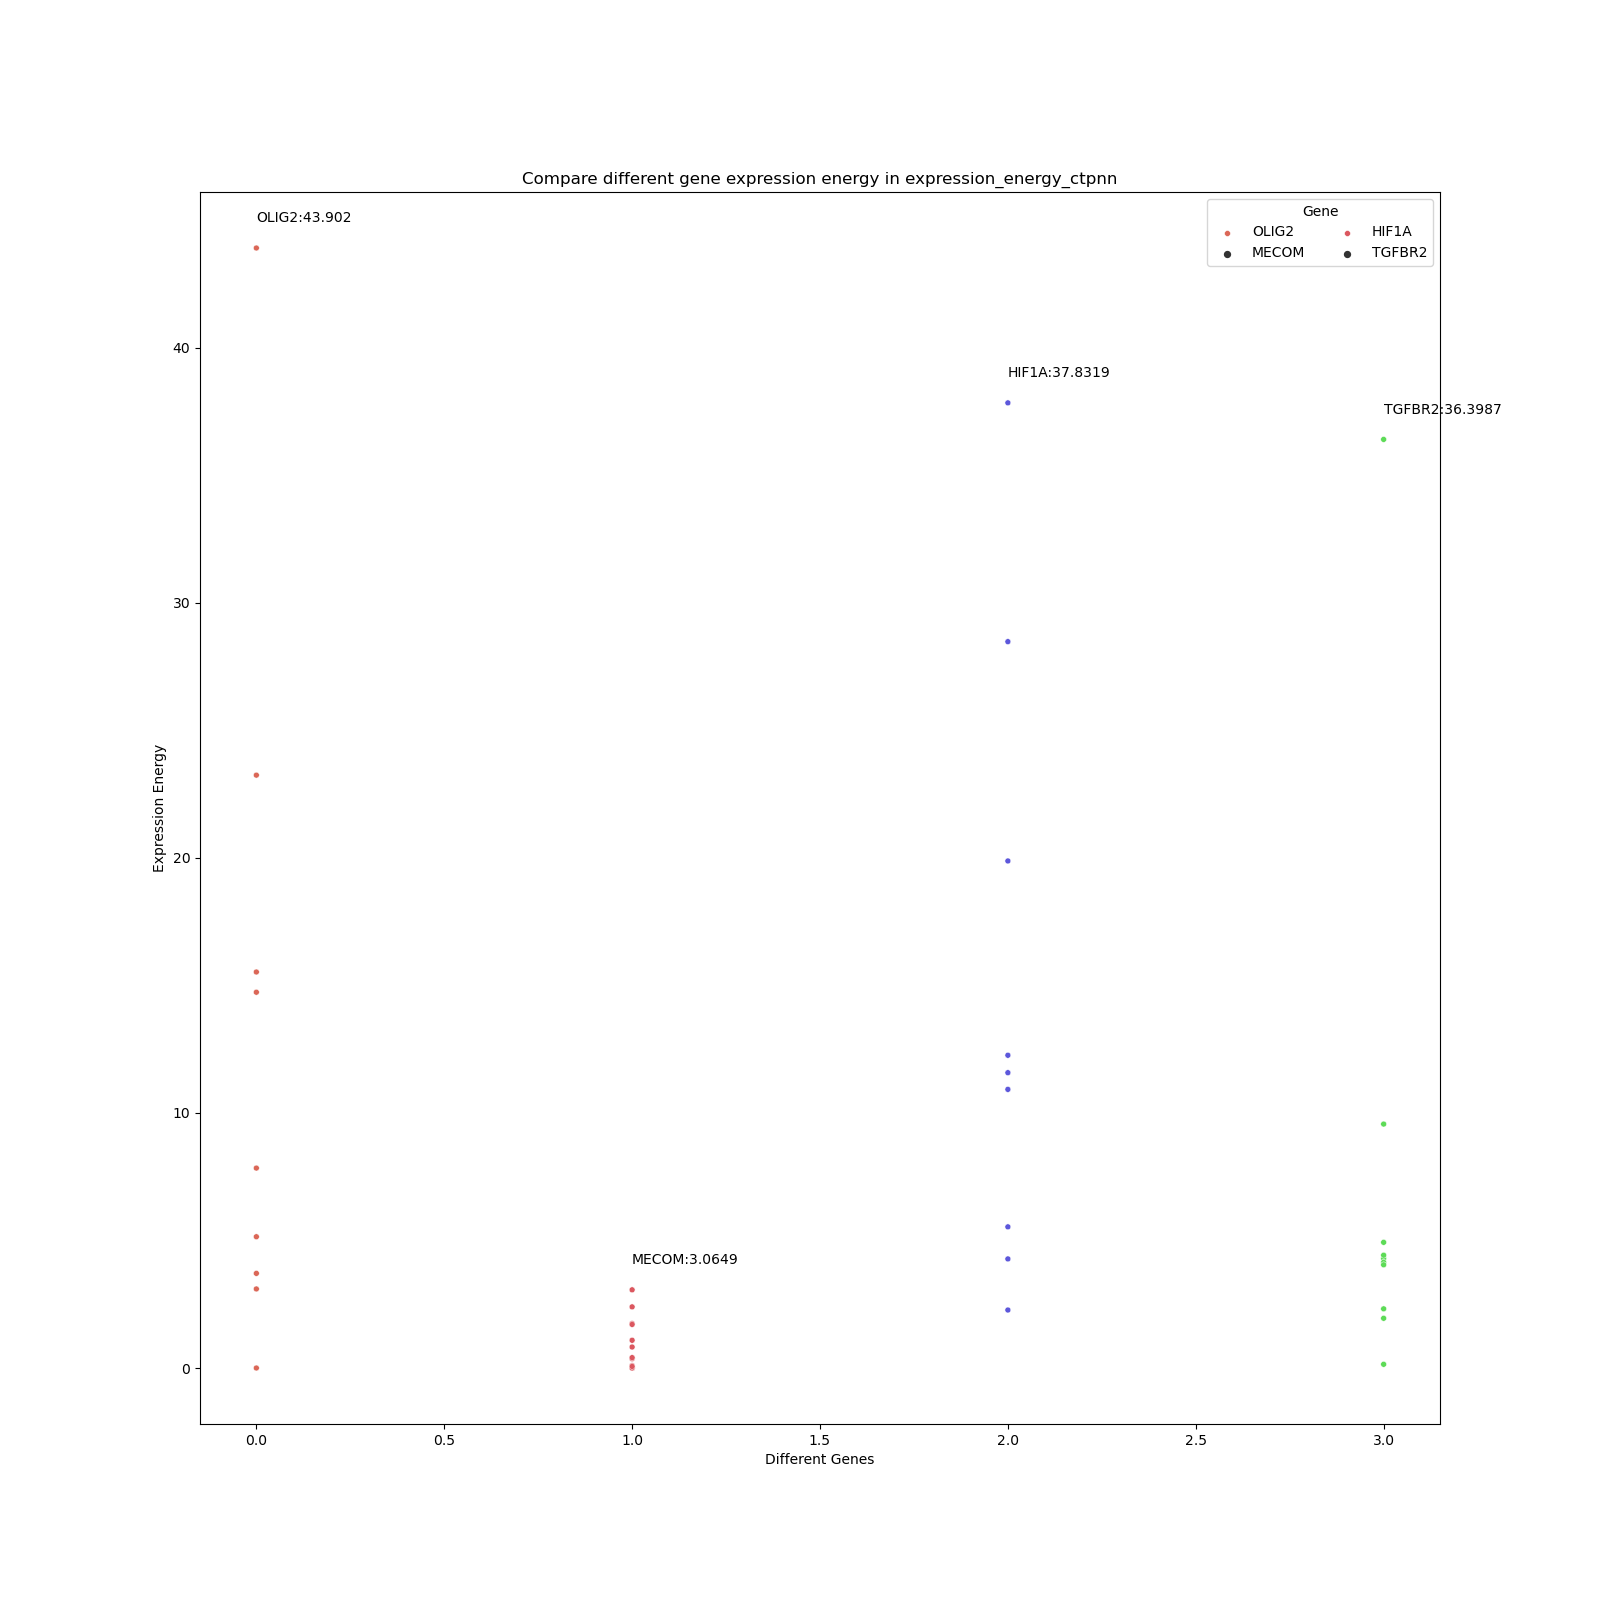 Compare different gene expression energy in expression_energy_ctpnn
OLIG2:43.902
Gene
OLIG2 HIF1A
MECOM TGFBR2
40
HIF1A:37.8319
TGFBR2:36.3987
30
Expression Energy
20
10
MECOM:3.0649
0
0.0 0.5 1.0 1.5 2.0 2.5 3.0
Different Genes